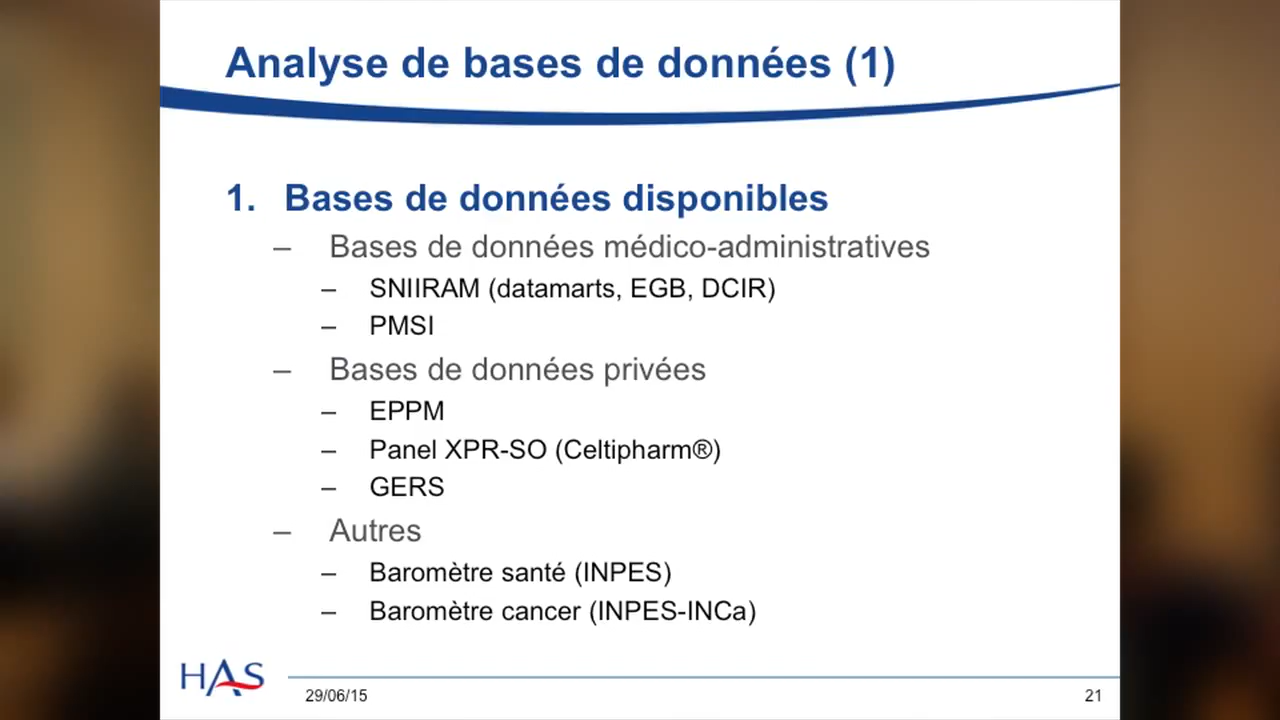 Analyse de bases de données (1)
1. Bases de données disponibles
– Bases de données médico-administratives
– SNIIRAM (datamarts, EGB, DCIR)
– PMSI
– Bases de données privées
– EPPM
– Panel XPR-SO (Celtipharm®)
– GERS
– Autres
– Baromètre santé (INPES)
– Baromètre cancer (INPES-INCa)
HAS
29/06/15
21